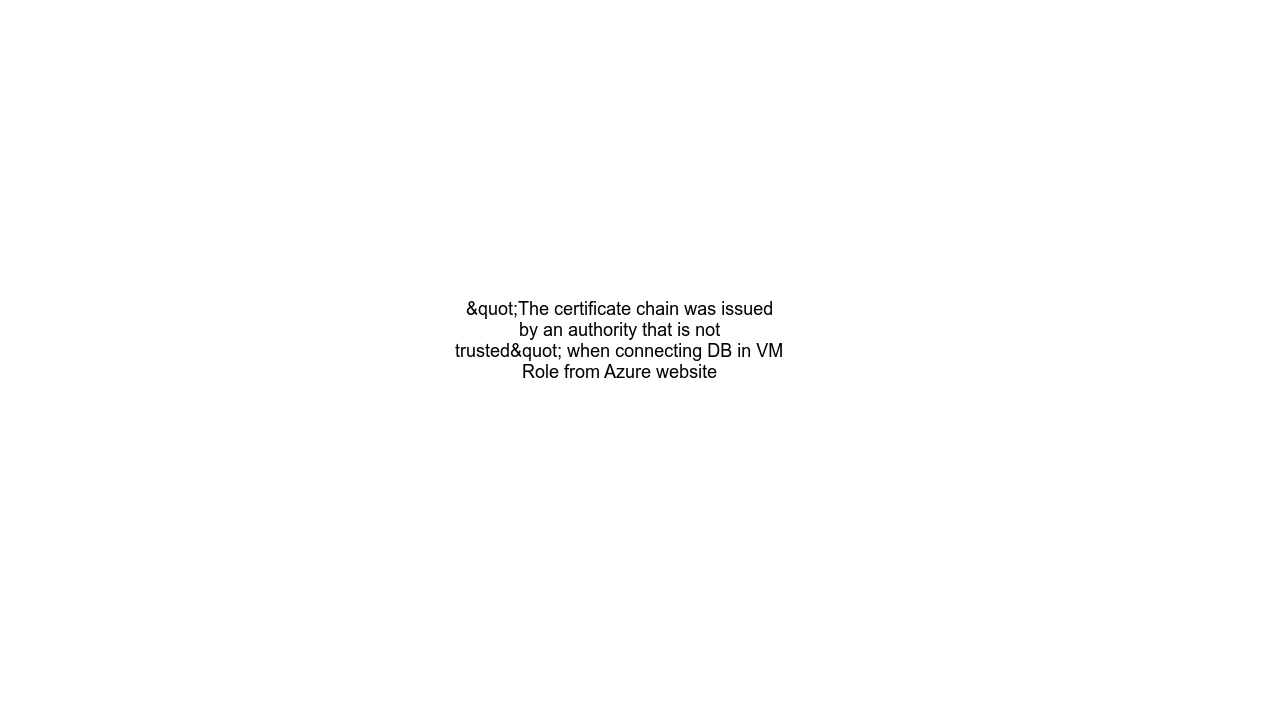 &quot;The certificate chain was issued
by an authority that is not
trusted&quot; when connecting DB in VM
Role from Azure website